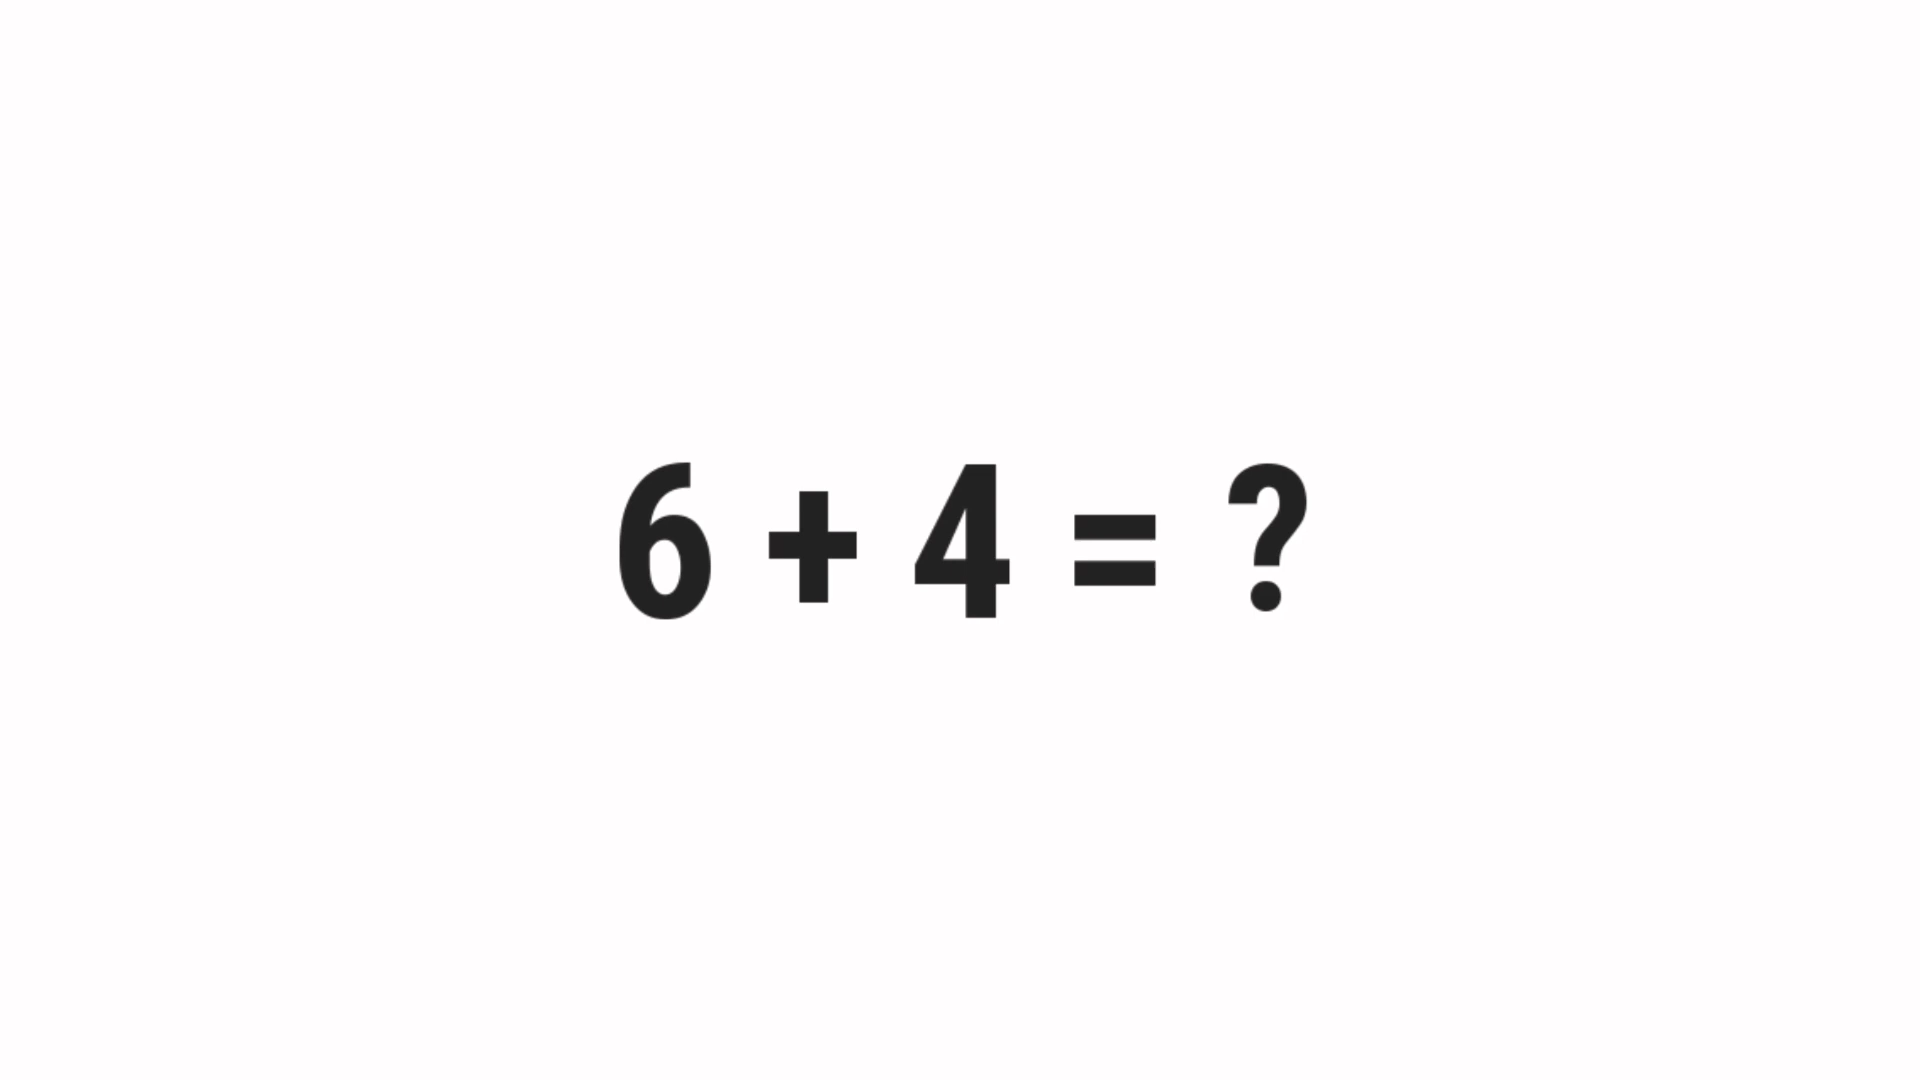 6 + 4 = ?